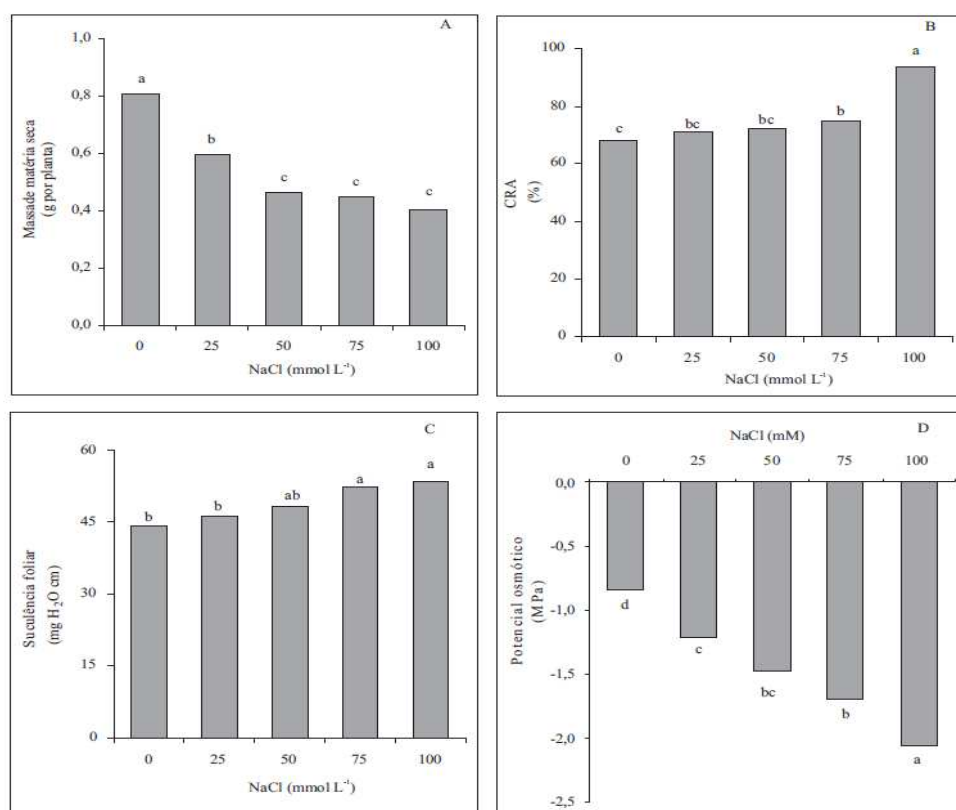 A
1,0
0,8
0,6
0,4
0,2
0,0
a
b
c
c
c
0 25 50 75 100
NaCl (mmol L⁻¹)
Massade matéria seca
(g por planta)
B
100
80
60
40
20
0
c
bc
bc
b
a
0 25 50 75 100
NaCl (mmol L⁻¹)
CRA
(%)
C
60
45
30
15
0
b
b
ab
a
a
0 25 50 75 100
NaCl (mmol L⁻¹)
Suculência foliar
(mg H₂O cm)
NaCl (mM)
D
0 25 50 75 100
0,0
-0,5
-1,0
-1,5
-2,0
-2,5
d
c
bc
b
a
Potencial osmótico
(MPa)